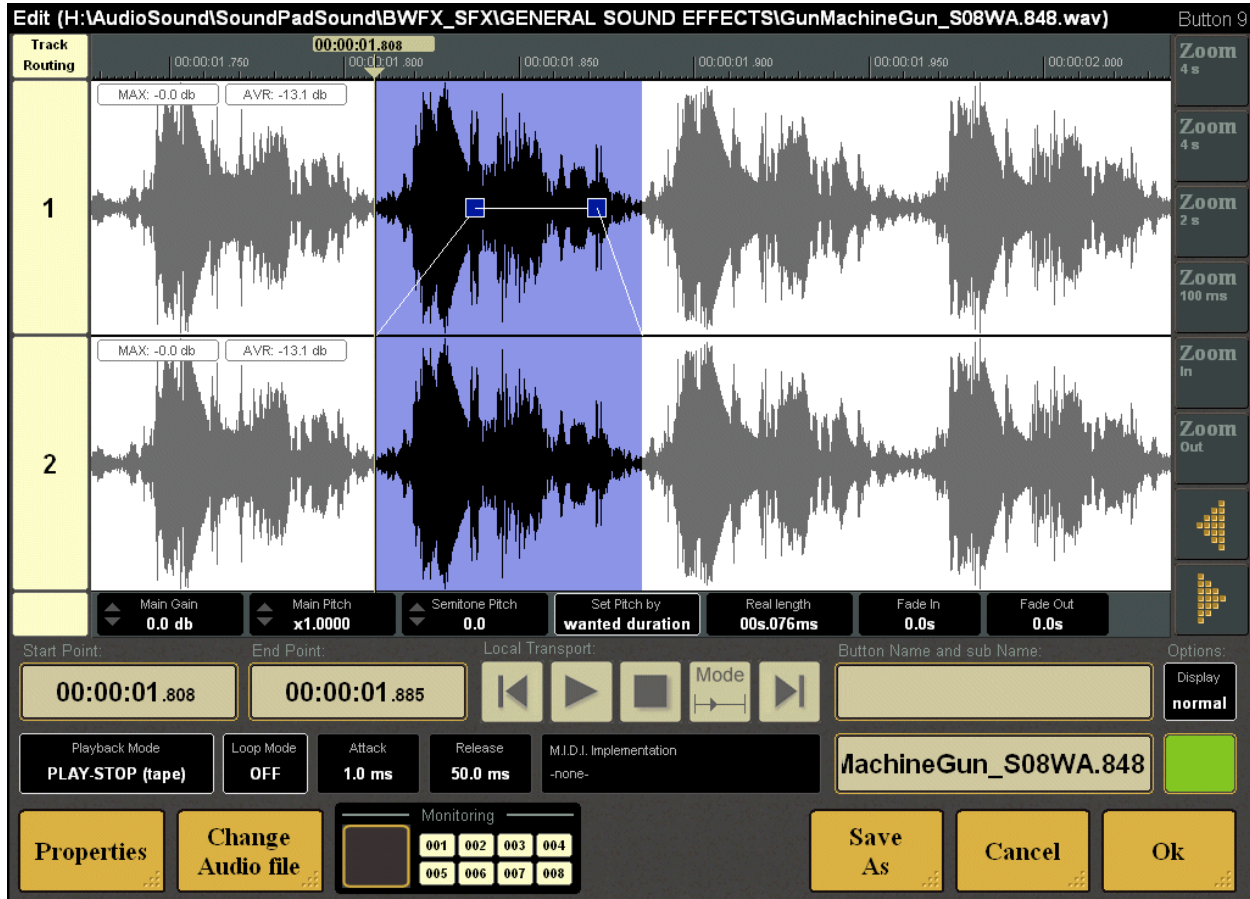 Edit (H:\AudioSound\SoundPadSound\BWFX_SFX\GENERAL SOUND EFFECTS\GunMachineGun_S08WA.848.wav)
Button 9
Track
Routing
00:00:01.808
00:00:01.750
00:00:01.800
00:00:01.850
00:00:01.900
00:00:01.950
00:00:02.000
Zoom
4 s
Zoom
4 s
Zoom
2 s
Zoom
100 ms
Zoom
In
Zoom
Out
1
MAX: -0.0 db
AVR: -13.1 db
2
MAX: -0.0 db
AVR: -13.1 db
Main Gain
0.0 db
Main Pitch
x1.0000
Semitone Pitch
0.0
Set Pitch by
wanted duration
Real length
00s.076ms
Fade In
0.0s
Fade Out
0.0s
Start Point:
00:00:01.808
End Point:
00:00:01.885
Local Transport:
Mode
Button Name and sub Name:
Options:
Display
normal
Playback Mode
PLAY-STOP (tape)
Loop Mode
OFF
Attack
1.0 ms
Release
50.0 ms
M.I.D.I. Implementation
-none-
MachineGun_S08WA.848
Properties
Change
Audio file
Monitoring
001 002 003 004
005 006 007 008
Save
As
Cancel
Ok